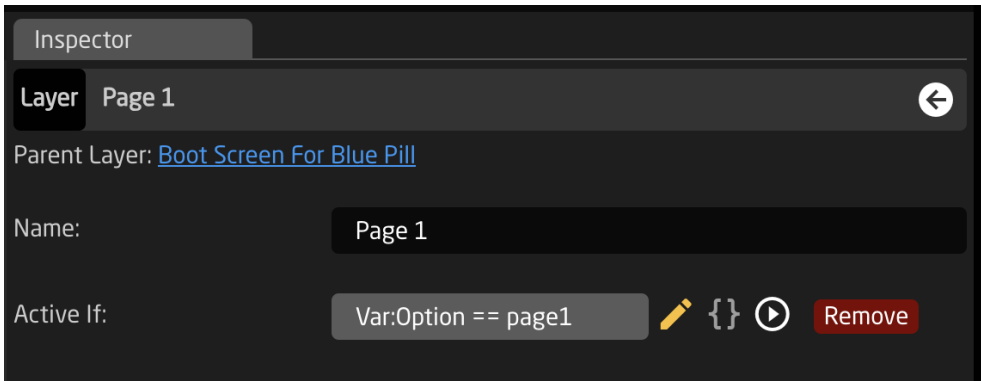 Inspector
Layer Page 1
Parent Layer: Boot Screen For Blue Pill
Name: Page 1
Active If: Var:Option == page1 {} Remove